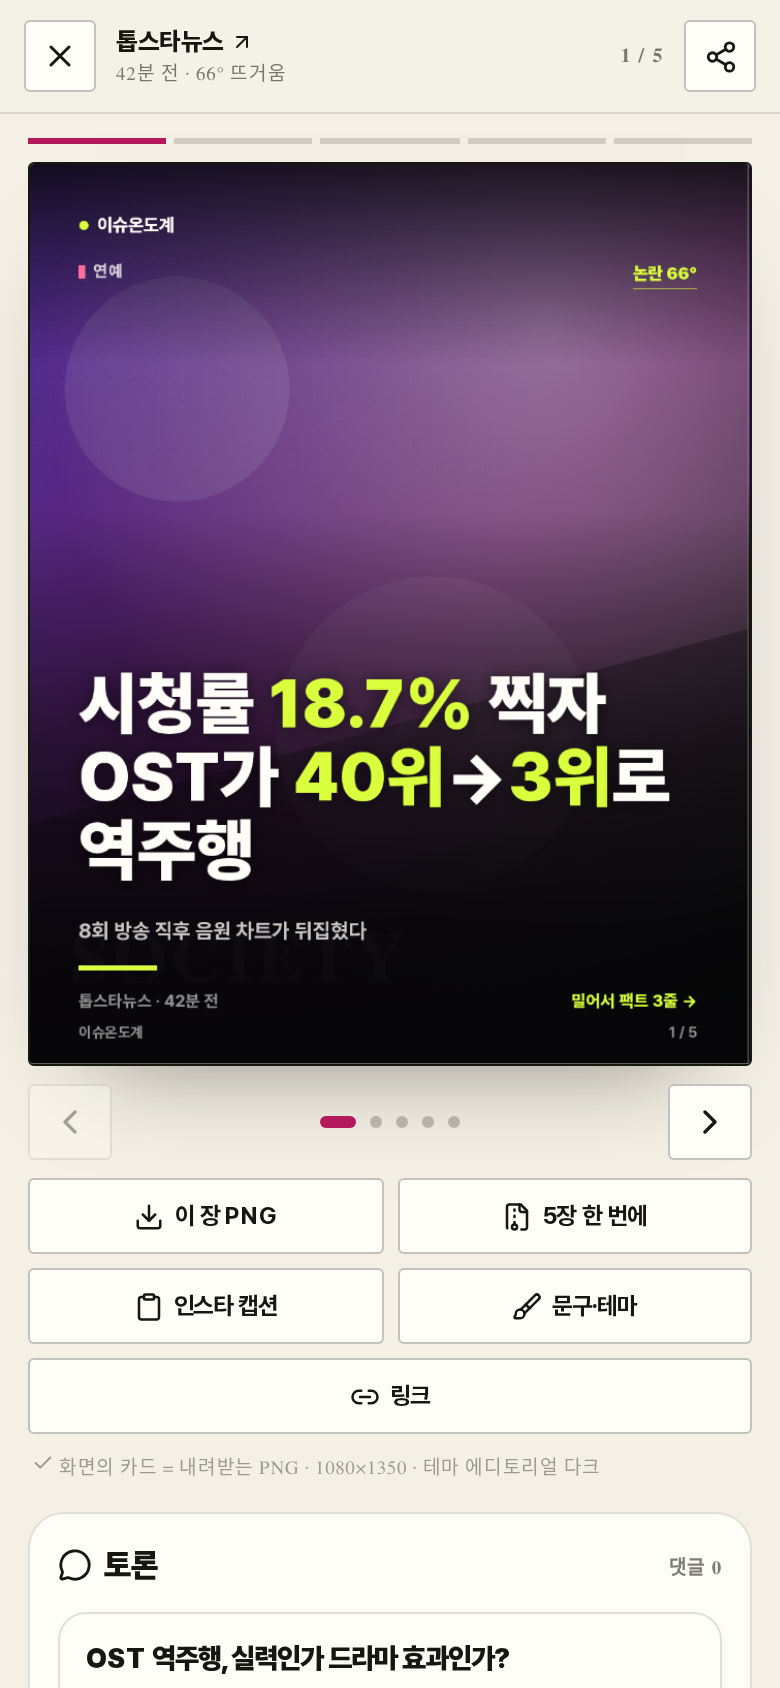 톱스타뉴스
42분 전 · 66° 뜨거움
1 / 5
이슈온도계
연예
논란 66°
시청률 18.7% 찍자
OST가 40위→3위로
역주행
8회 방송 직후 음원 차트가 뒤집혔다
SOCIETY
톱스타뉴스 · 42분 전
밀어서 팩트 3줄 →
이슈온도계
1 / 5
이 장 PNG
5장 한 번에
인스타 캡션
문구·테마
링크
화면의 카드 = 내려받는 PNG · 1080×1350 · 테마 에디토리얼 다크
토론
댓글 0
OST 역주행, 실력인가 드라마 효과인가?